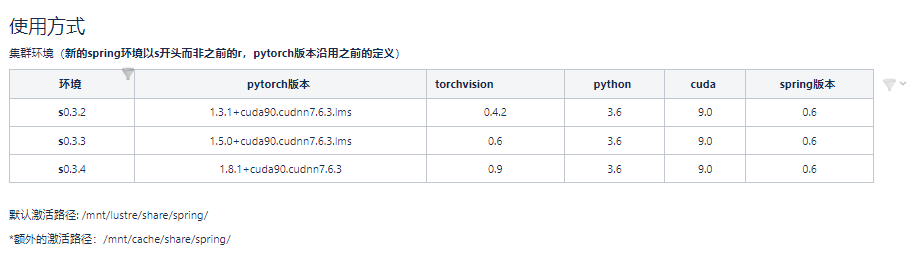 使用方式
集群环境（新的spring环境以s开头而非之前的r，pytorch版本沿用之前的定义）
环境 pytorch版本 torchvision python cuda spring版本
s0.3.2 1.3.1+cuda90.cudnn7.6.3.lms 0.4.2 3.6 9.0 0.6
s0.3.3 1.5.0+cuda90.cudnn7.6.3.lms 0.6 3.6 9.0 0.6
s0.3.4 1.8.1+cuda90.cudnn7.6.3 0.9 3.6 9.0 0.6
默认激活路径: /mnt/lustre/share/spring/
*额外的激活路径：/mnt/cache/share/spring/